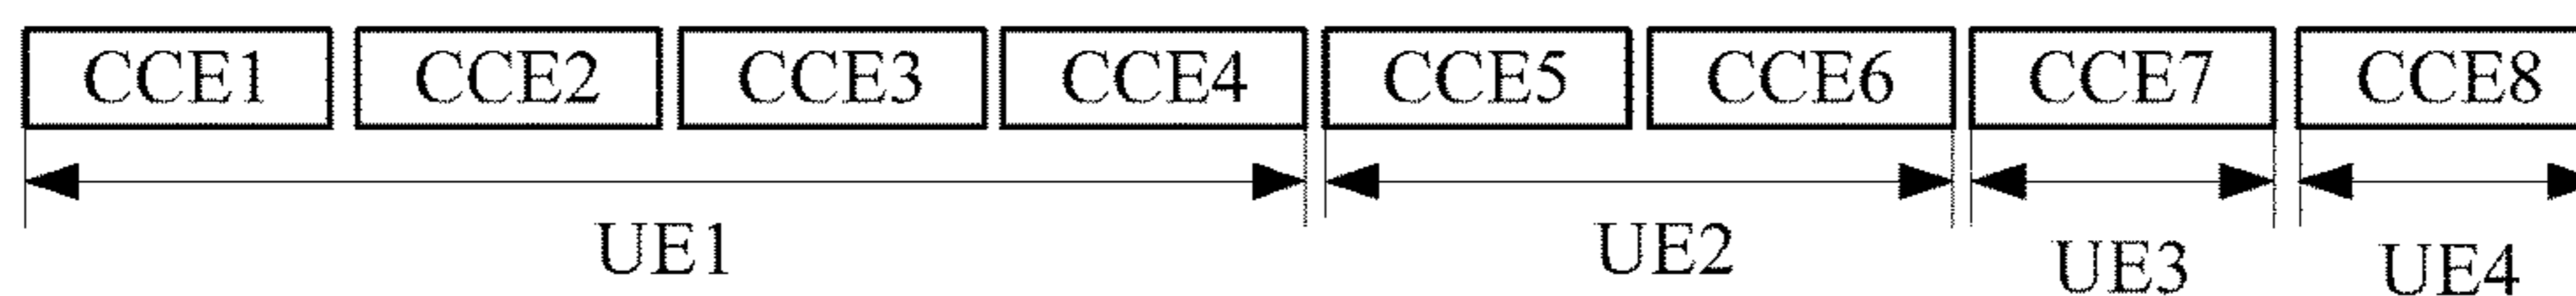 CCE1 CCE2 CCE3 CCE4 CCE5 CCE6 CCE7 CCE8
UE1 UE2 UE3 UE4